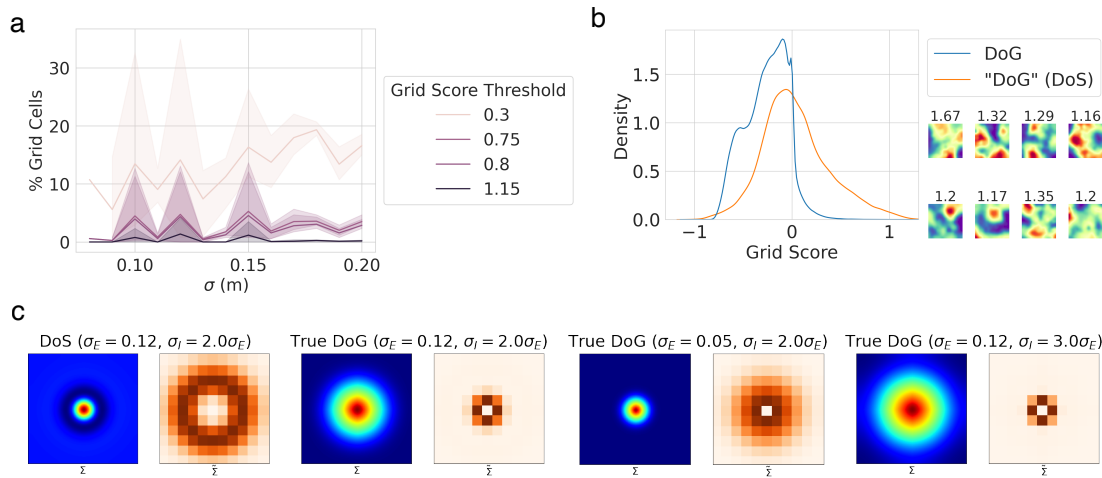 a
% Grid Cells
30
20
10
0
0.10
0.15
0.20
σ (m)
Grid Score Threshold
0.3
0.75
0.8
1.15
b
Density
1.5
1.0
0.5
0.0
−1
0
1
Grid Score
DoG
"DoG" (DoS)
1.67 1.32 1.29 1.16
1.2 1.17 1.35 1.2
c
DoS (σ_E = 0.12, σ_I = 2.0σ_E)
Σ
Σ̃
True DoG (σ_E = 0.12, σ_I = 2.0σ_E)
Σ
Σ̃
True DoG (σ_E = 0.05, σ_I = 2.0σ_E)
Σ
Σ̃
True DoG (σ_E = 0.12, σ_I = 3.0σ_E)
Σ
Σ̃